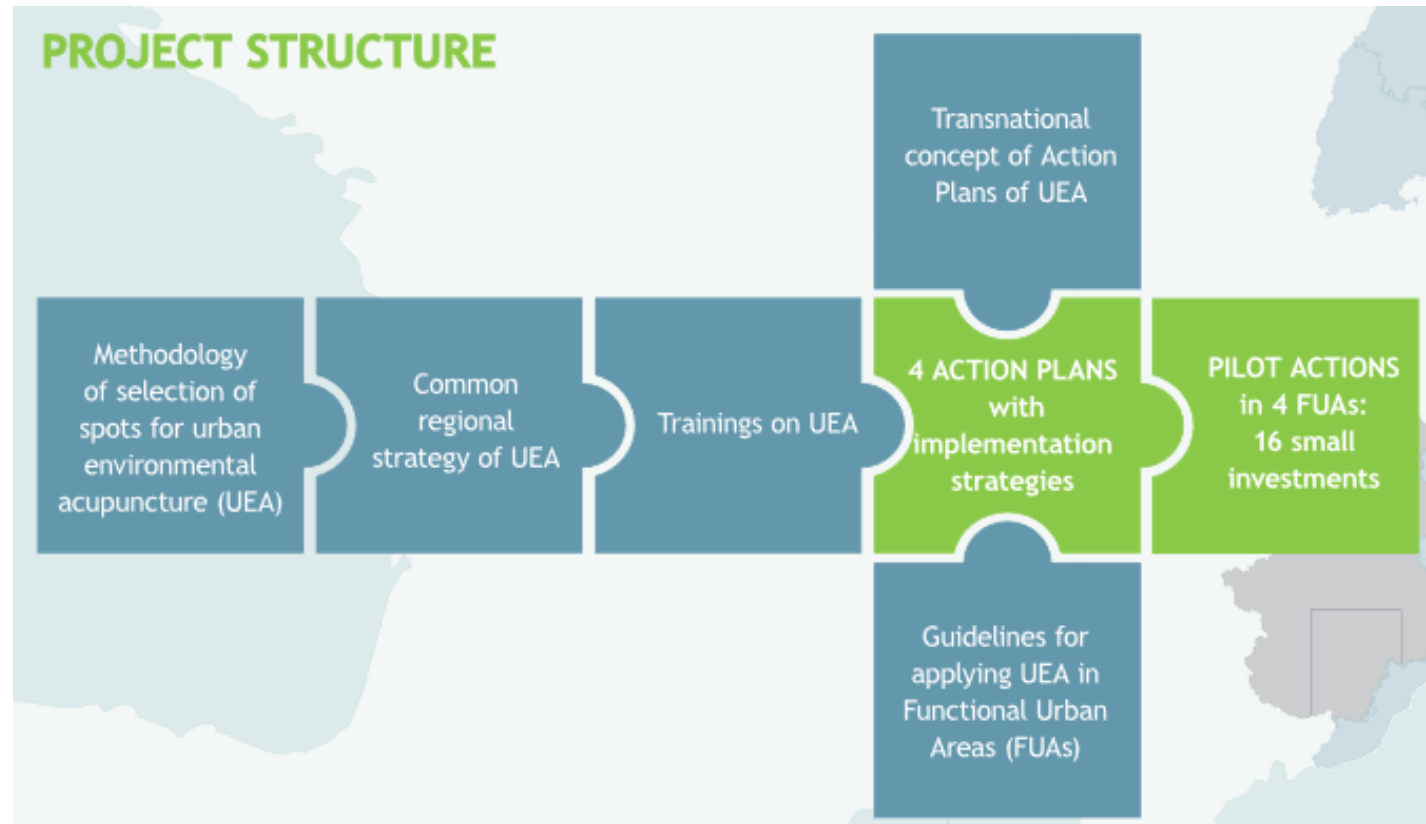 PROJECT STRUCTURE
Transnational
concept of Action
Plans of UEA
Methodology
of selection of
spots for urban
environmental
acupuncture (UEA)
Common
regional
strategy of UEA
Trainings on UEA
4 ACTION PLANS
with
implementation
strategies
PILOT ACTIONS
in 4 FUAs:
16 small
investments
Guidelines for
applying UEA in
Functional Urban
Areas (FUAs)